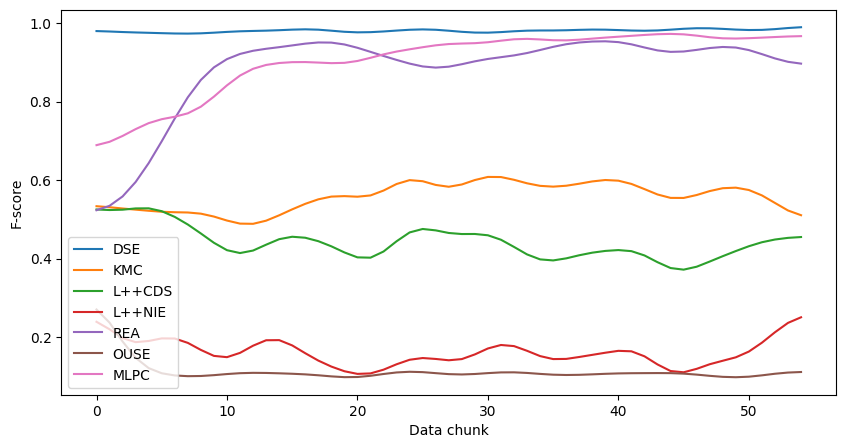 1.0
0.8
0.6
0.4
0.2
F-score
DSE
KMC
L++CDS
L++NIE
REA
OUSE
MLPC
0 10 20 30 40 50
Data chunk